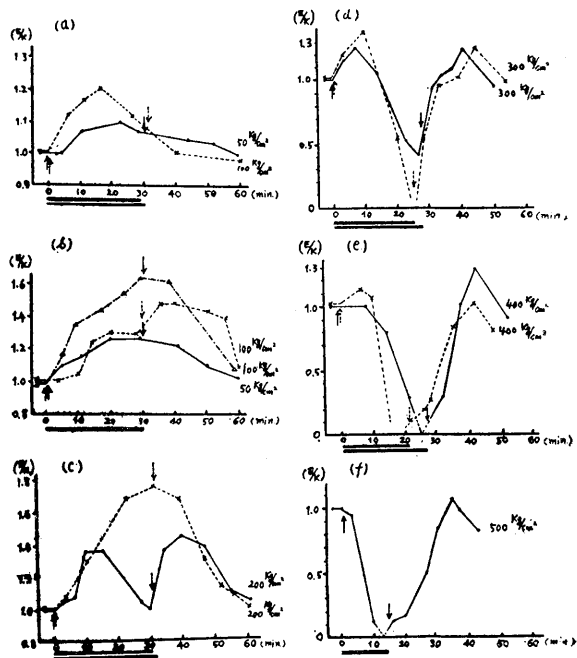 (a)
(E/K)
1.3
1.2
1.1
1.0
0.9
50 Kg/cm²
100 Kg/cm²
0 10 20 30 40 50 60 (min.)
(b)
(E/K)
1.6
1.4
1.2
1.0
0.8
100 Kg/cm²
100 Kg/cm²
50 Kg/cm²
0 10 20 30 40 50 60 (min.)
(c)
1.8
1.6
1.4
1.2
1.0
0.8
200 Kg/cm²
200 Kg/cm²
0 10 20 30 40 50 60 (min.)
(d)
(E/K)
1.3
1.0
0.5
0
300 Kg/cm²
300 Kg/cm²
0 10 20 30 40 50 (min.)
(e)
(E/K)
1.3
1.0
0.5
0
400 Kg/cm²
400 Kg/cm²
0 10 20 30 40 50 (min.)
(f)
(E/K)
1.0
0.5
0
500 Kg/cm²
0 10 20 30 40 50 (min.)